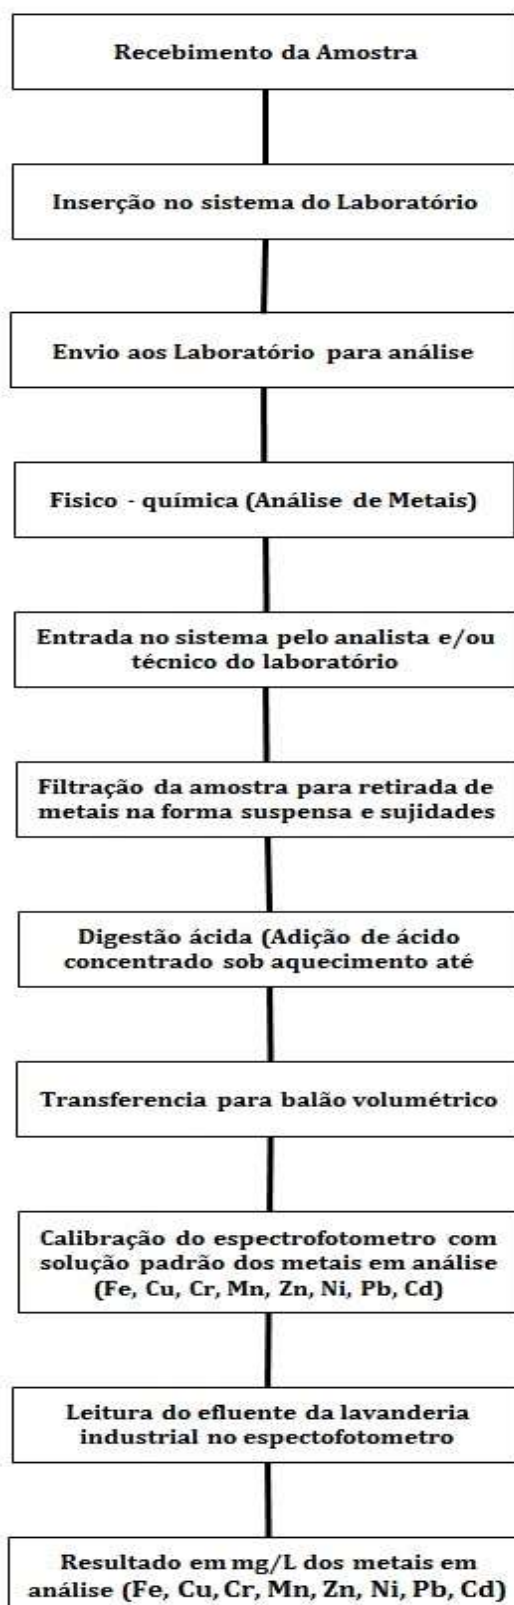 Recebimento da Amostra
Inserção no sistema do Laboratório
Envio aos Laboratório para análise
Fisico - química (Análise de Metais)
Entrada no sistema pelo analista e/ou
técnico do laboratório
Filtração da amostra para retirada de
metais na forma suspensa e sujidades
Digestão ácida (Adição de ácido
concentrado sob aquecimento até
Transferencia para balão volumétrico
Calibração do espectrofotometro com
solução padrão dos metais em análise
(Fe, Cu, Cr, Mn, Zn, Ni, Pb, Cd)
Leitura do efluente da lavanderia
industrial no espectofotometro
Resultado em mg/L dos metais em
análise (Fe, Cu, Cr, Mn, Zn, Ni, Pb, Cd)